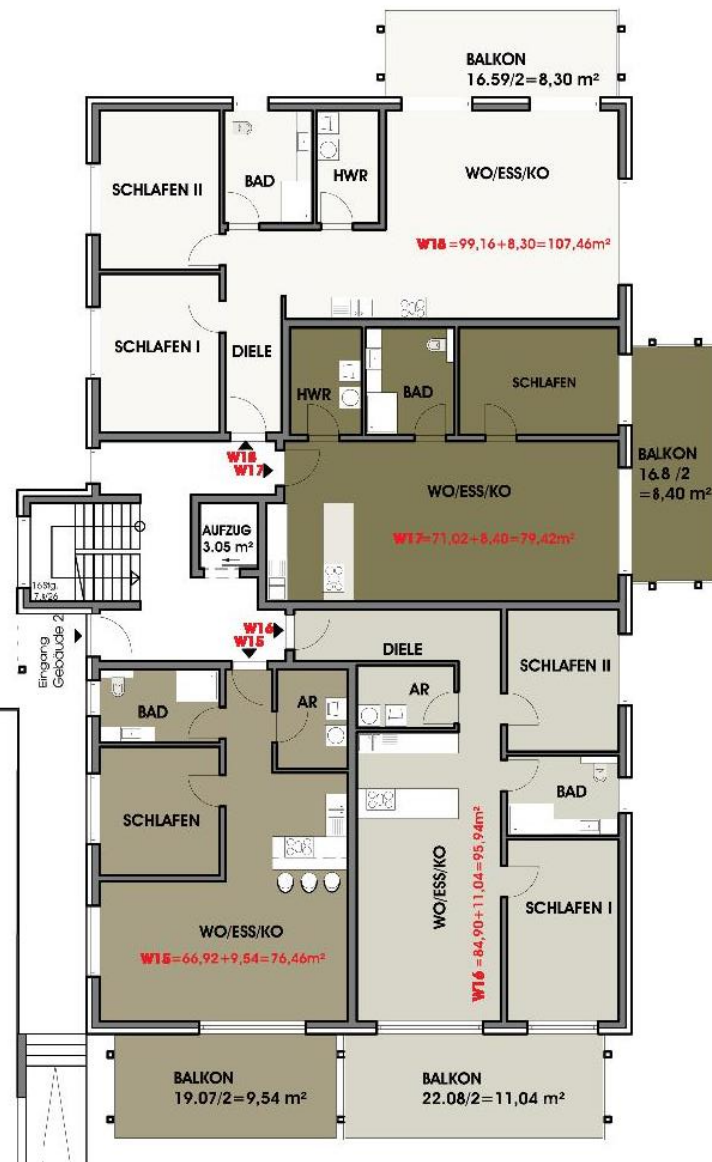 BALKON
16.59/2=8,30 m²
SCHLAFEN II
BAD
HWR
WO/ESS/KO
W18=99,16+8,30=107,46m²
SCHLAFEN I
DIELE
HWR
BAD
SCHLAFEN
W18
W17
BALKON
16.8 /2
=8,40 m²
WO/ESS/KO
W17=71,02+8,40=79,42m²
AUFZUG
3.05 m²
16Stg.
Eingang
Gebäude 2
W16
W15
DIELE
SCHLAFEN II
BAD
AR
AR
SCHLAFEN
BAD
WO/ESS/KO
W16=84,90+11,04=95,94m²
SCHLAFEN I
WO/ESS/KO
W15=66,92+9,54=76,46m²
BALKON
19.07/2=9,54 m²
BALKON
22.08/2=11,04 m²